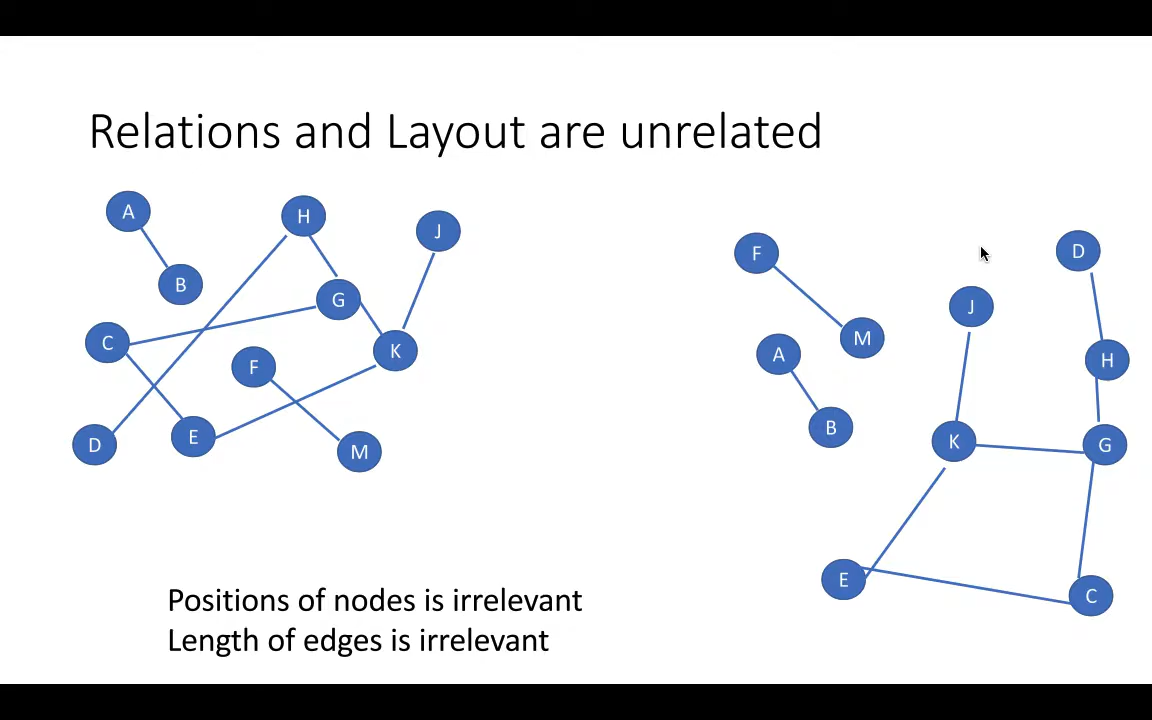 Relations and Layout are unrelated
A
H
J
B
G
C
K
F
D
E
M
F
D
J
M
A
H
B
K
G
E
C
Positions of nodes is irrelevant
Length of edges is irrelevant